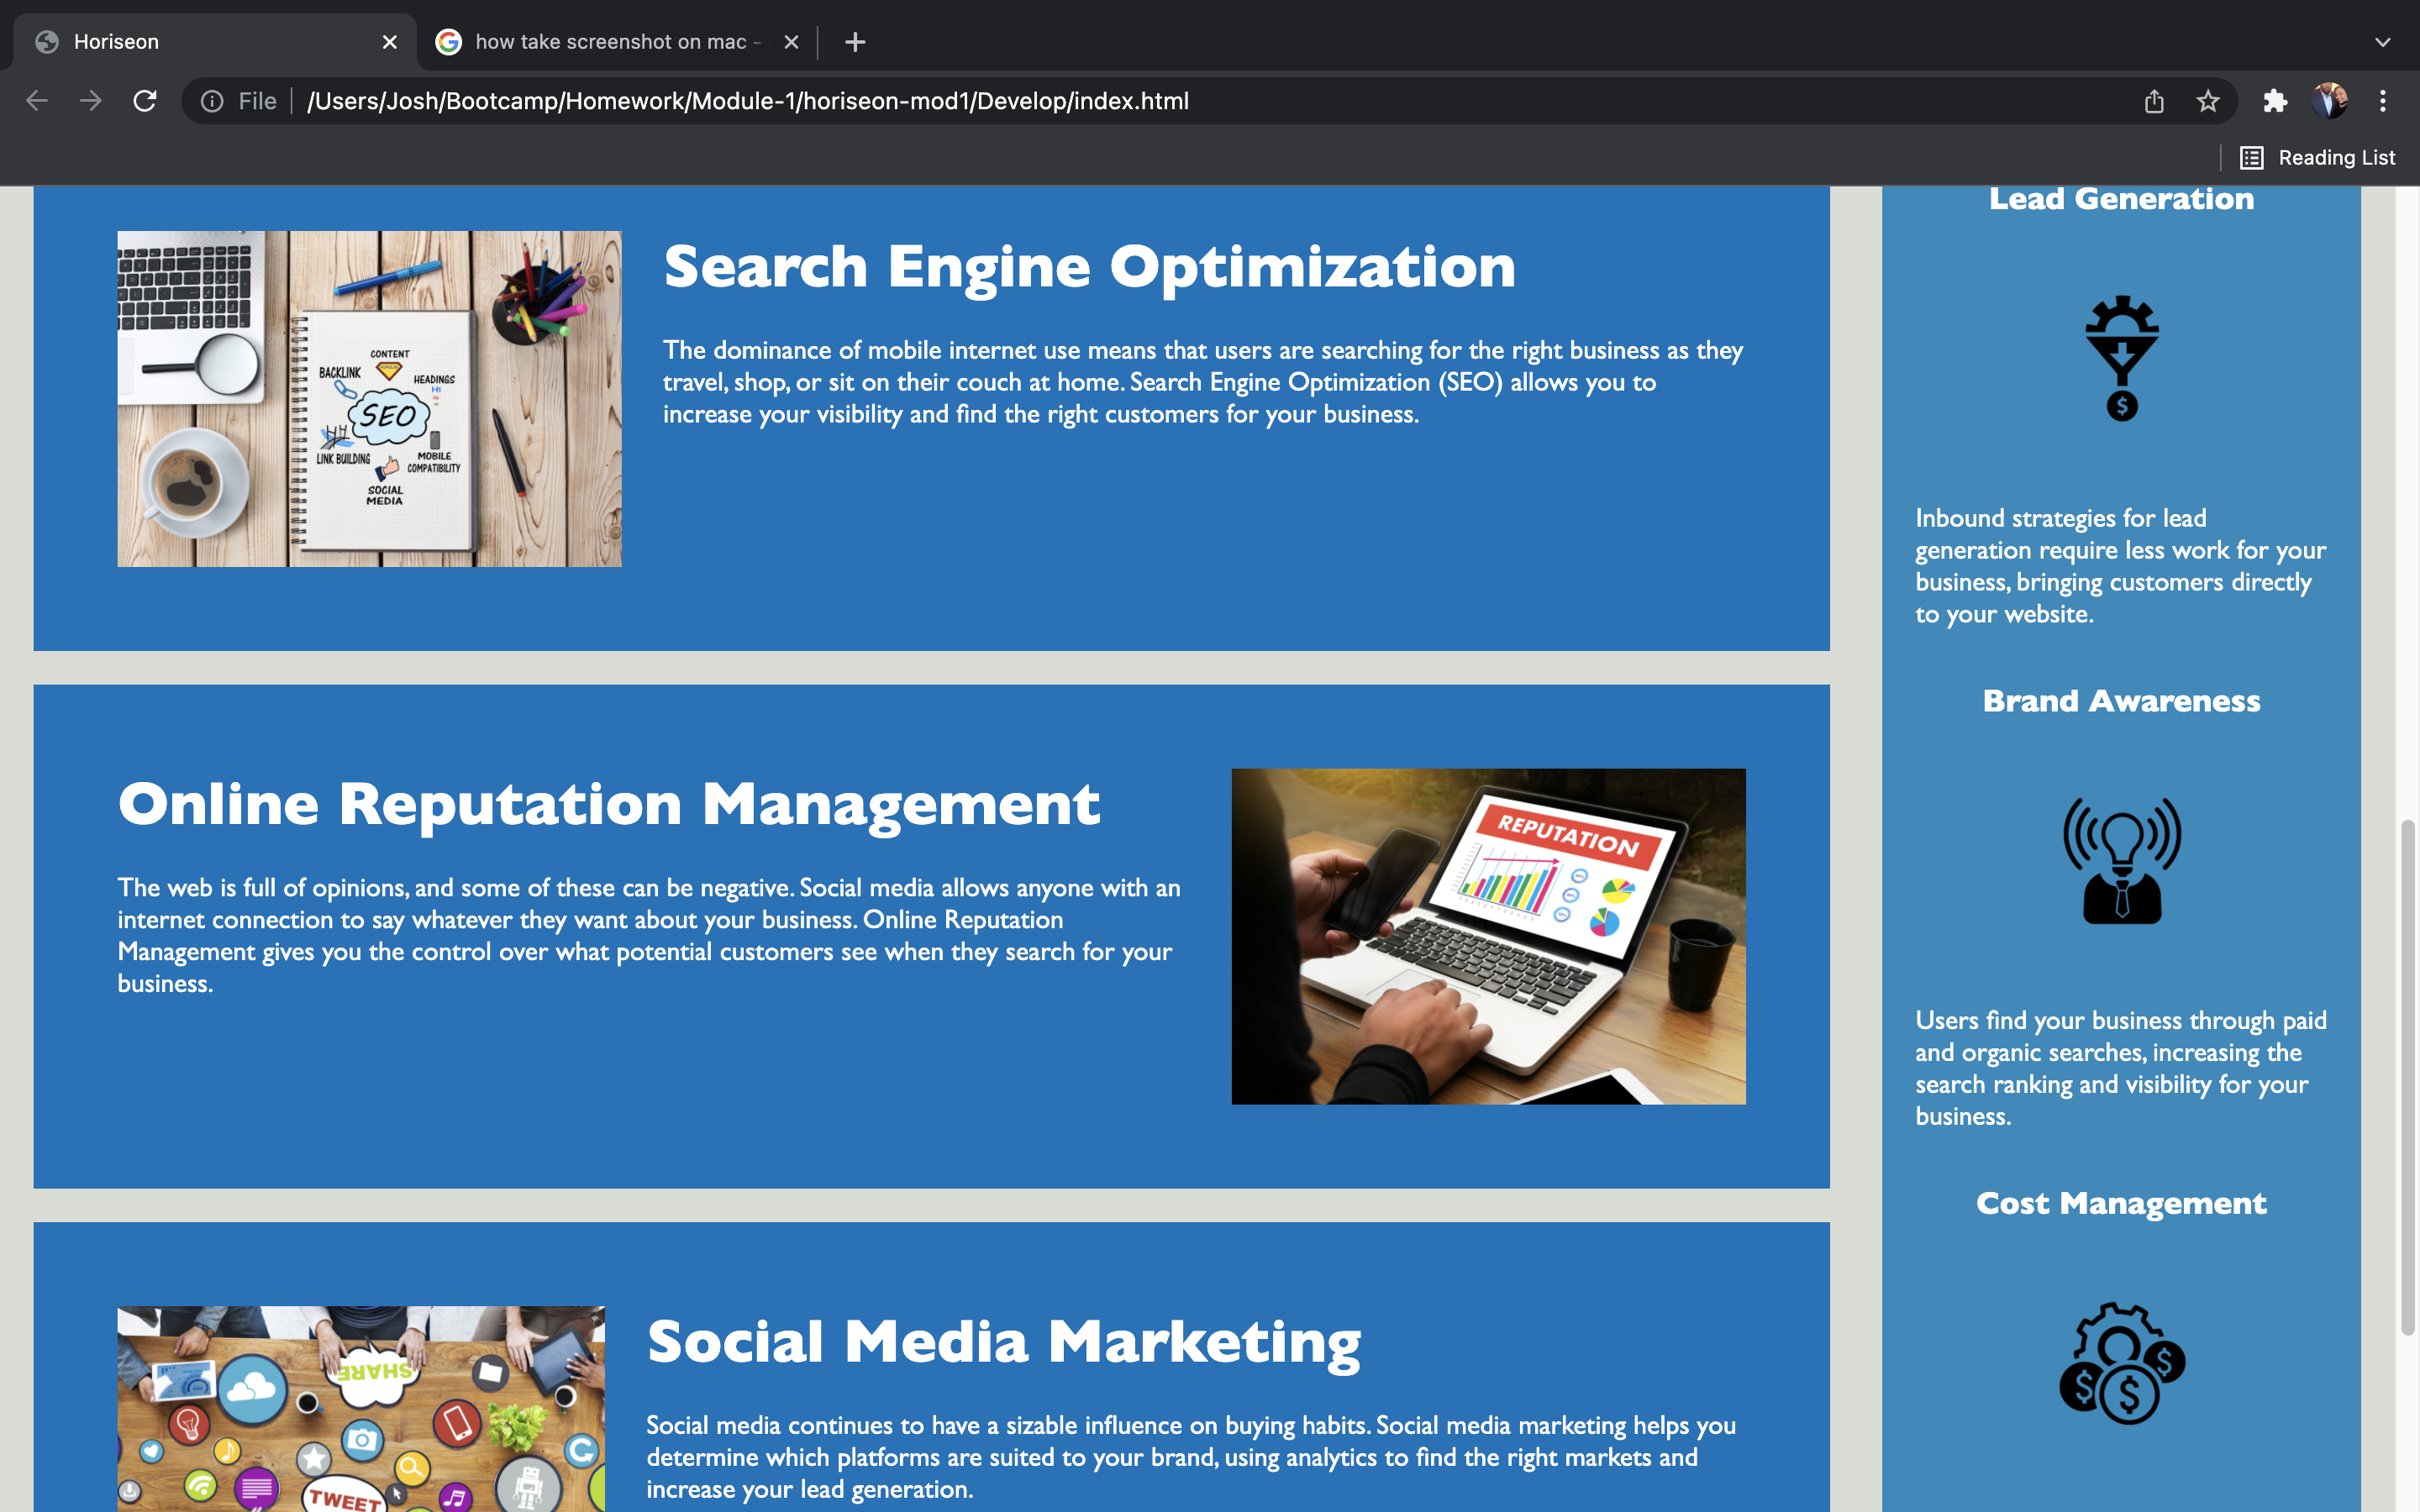 Horiseon
how take screenshot on mac -
File
/Users/Josh/Bootcamp/Homework/Module-1/horiseon-mod1/Develop/index.html
Reading List
Search Engine Optimization
The dominance of mobile internet use means that users are searching for the right business as they
travel, shop, or sit on their couch at home. Search Engine Optimization (SEO) allows you to
increase your visibility and find the right customers for your business.
CONTENT
BACKLINK
HEADINGS
SEO
LINK BUILDING
MOBILE
COMPATIBILITY
SOCIAL
MEDIA
Online Reputation Management
The web is full of opinions, and some of these can be negative. Social media allows anyone with an
internet connection to say whatever they want about your business. Online Reputation
Management gives you the control over what potential customers see when they search for your
business.
REPUTATION
Social Media Marketing
Social media continues to have a sizable influence on buying habits. Social media marketing helps you
determine which platforms are suited to your brand, using analytics to find the right markets and
increase your lead generation.
SHARE
TWEET
Lead Generation
$
Inbound strategies for lead
generation require less work for your
business, bringing customers directly
to your website.
Brand Awareness
Users find your business through paid
and organic searches, increasing the
search ranking and visibility for your
business.
Cost Management
$
$
$